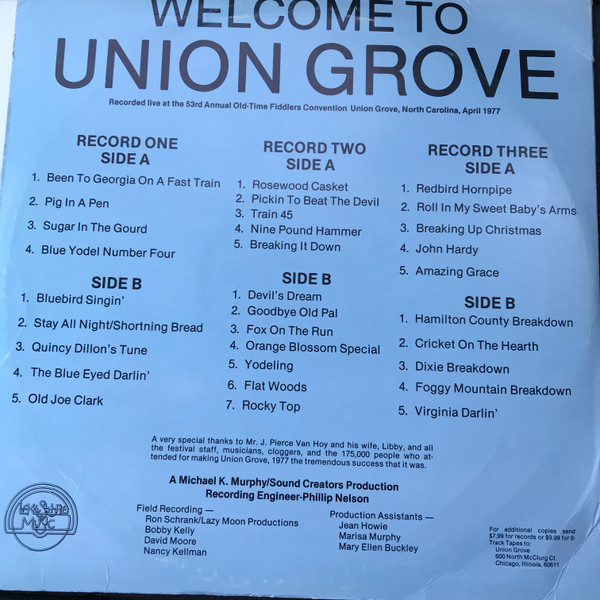 WELCOME TO
UNION GROVE
Recorded live at the 53rd Annual Old-Time Fiddlers Convention Union Grove, North Carolina, April 1977
RECORD ONE
SIDE A
1. Been To Georgia On A Fast Train
2. Pig In A Pen
3. Sugar In The Gourd
4. Blue Yodel Number Four
SIDE B
1. Bluebird Singin'
2. Stay All Night/Shortning Bread
3. Quincy Dillon's Tune
4. The Blue Eyed Darlin'
5. Old Joe Clark
RECORD TWO
SIDE A
1. Rosewood Casket
2. Pickin To Beat The Devil
3. Train 45
4. Nine Pound Hammer
5. Breaking It Down
SIDE B
1. Devil's Dream
2. Goodbye Old Pal
3. Fox On The Run
4. Orange Blossom Special
5. Yodeling
6. Flat Woods
7. Rocky Top
RECORD THREE
SIDE A
1. Redbird Hornpipe
2. Roll In My Sweet Baby's Arms
3. Breaking Up Christmas
4. John Hardy
5. Amazing Grace
SIDE B
1. Hamilton County Breakdown
2. Cricket On The Hearth
3. Dixie Breakdown
4. Foggy Mountain Breakdown
5. Virginia Darlin'
A very special thanks to Mr. J. Pierce Van Hoy and his wife, Libby, and all
the festival staff, musicians, cloggers, and the 175,000 people who at-
tended for making Union Grove, 1977 the tremendous success that it was.
A Michael K. Murphy/Sound Creators Production
Recording Engineer-Phillip Nelson
Field Recording —
Ron Schrank/Lazy Moon Productions
Bobby Kelly
David Moore
Nancy Kellman
Production Assistants —
Jean Howie
Marisa Murphy
Mary Ellen Buckley
Lake Shore
Music
For additional copies send
$7.99 for records or $9.99 for 8-
Track Tapes to:
Union Grove
600 North McClurg Ct.
Chicago, Illinois, 60611